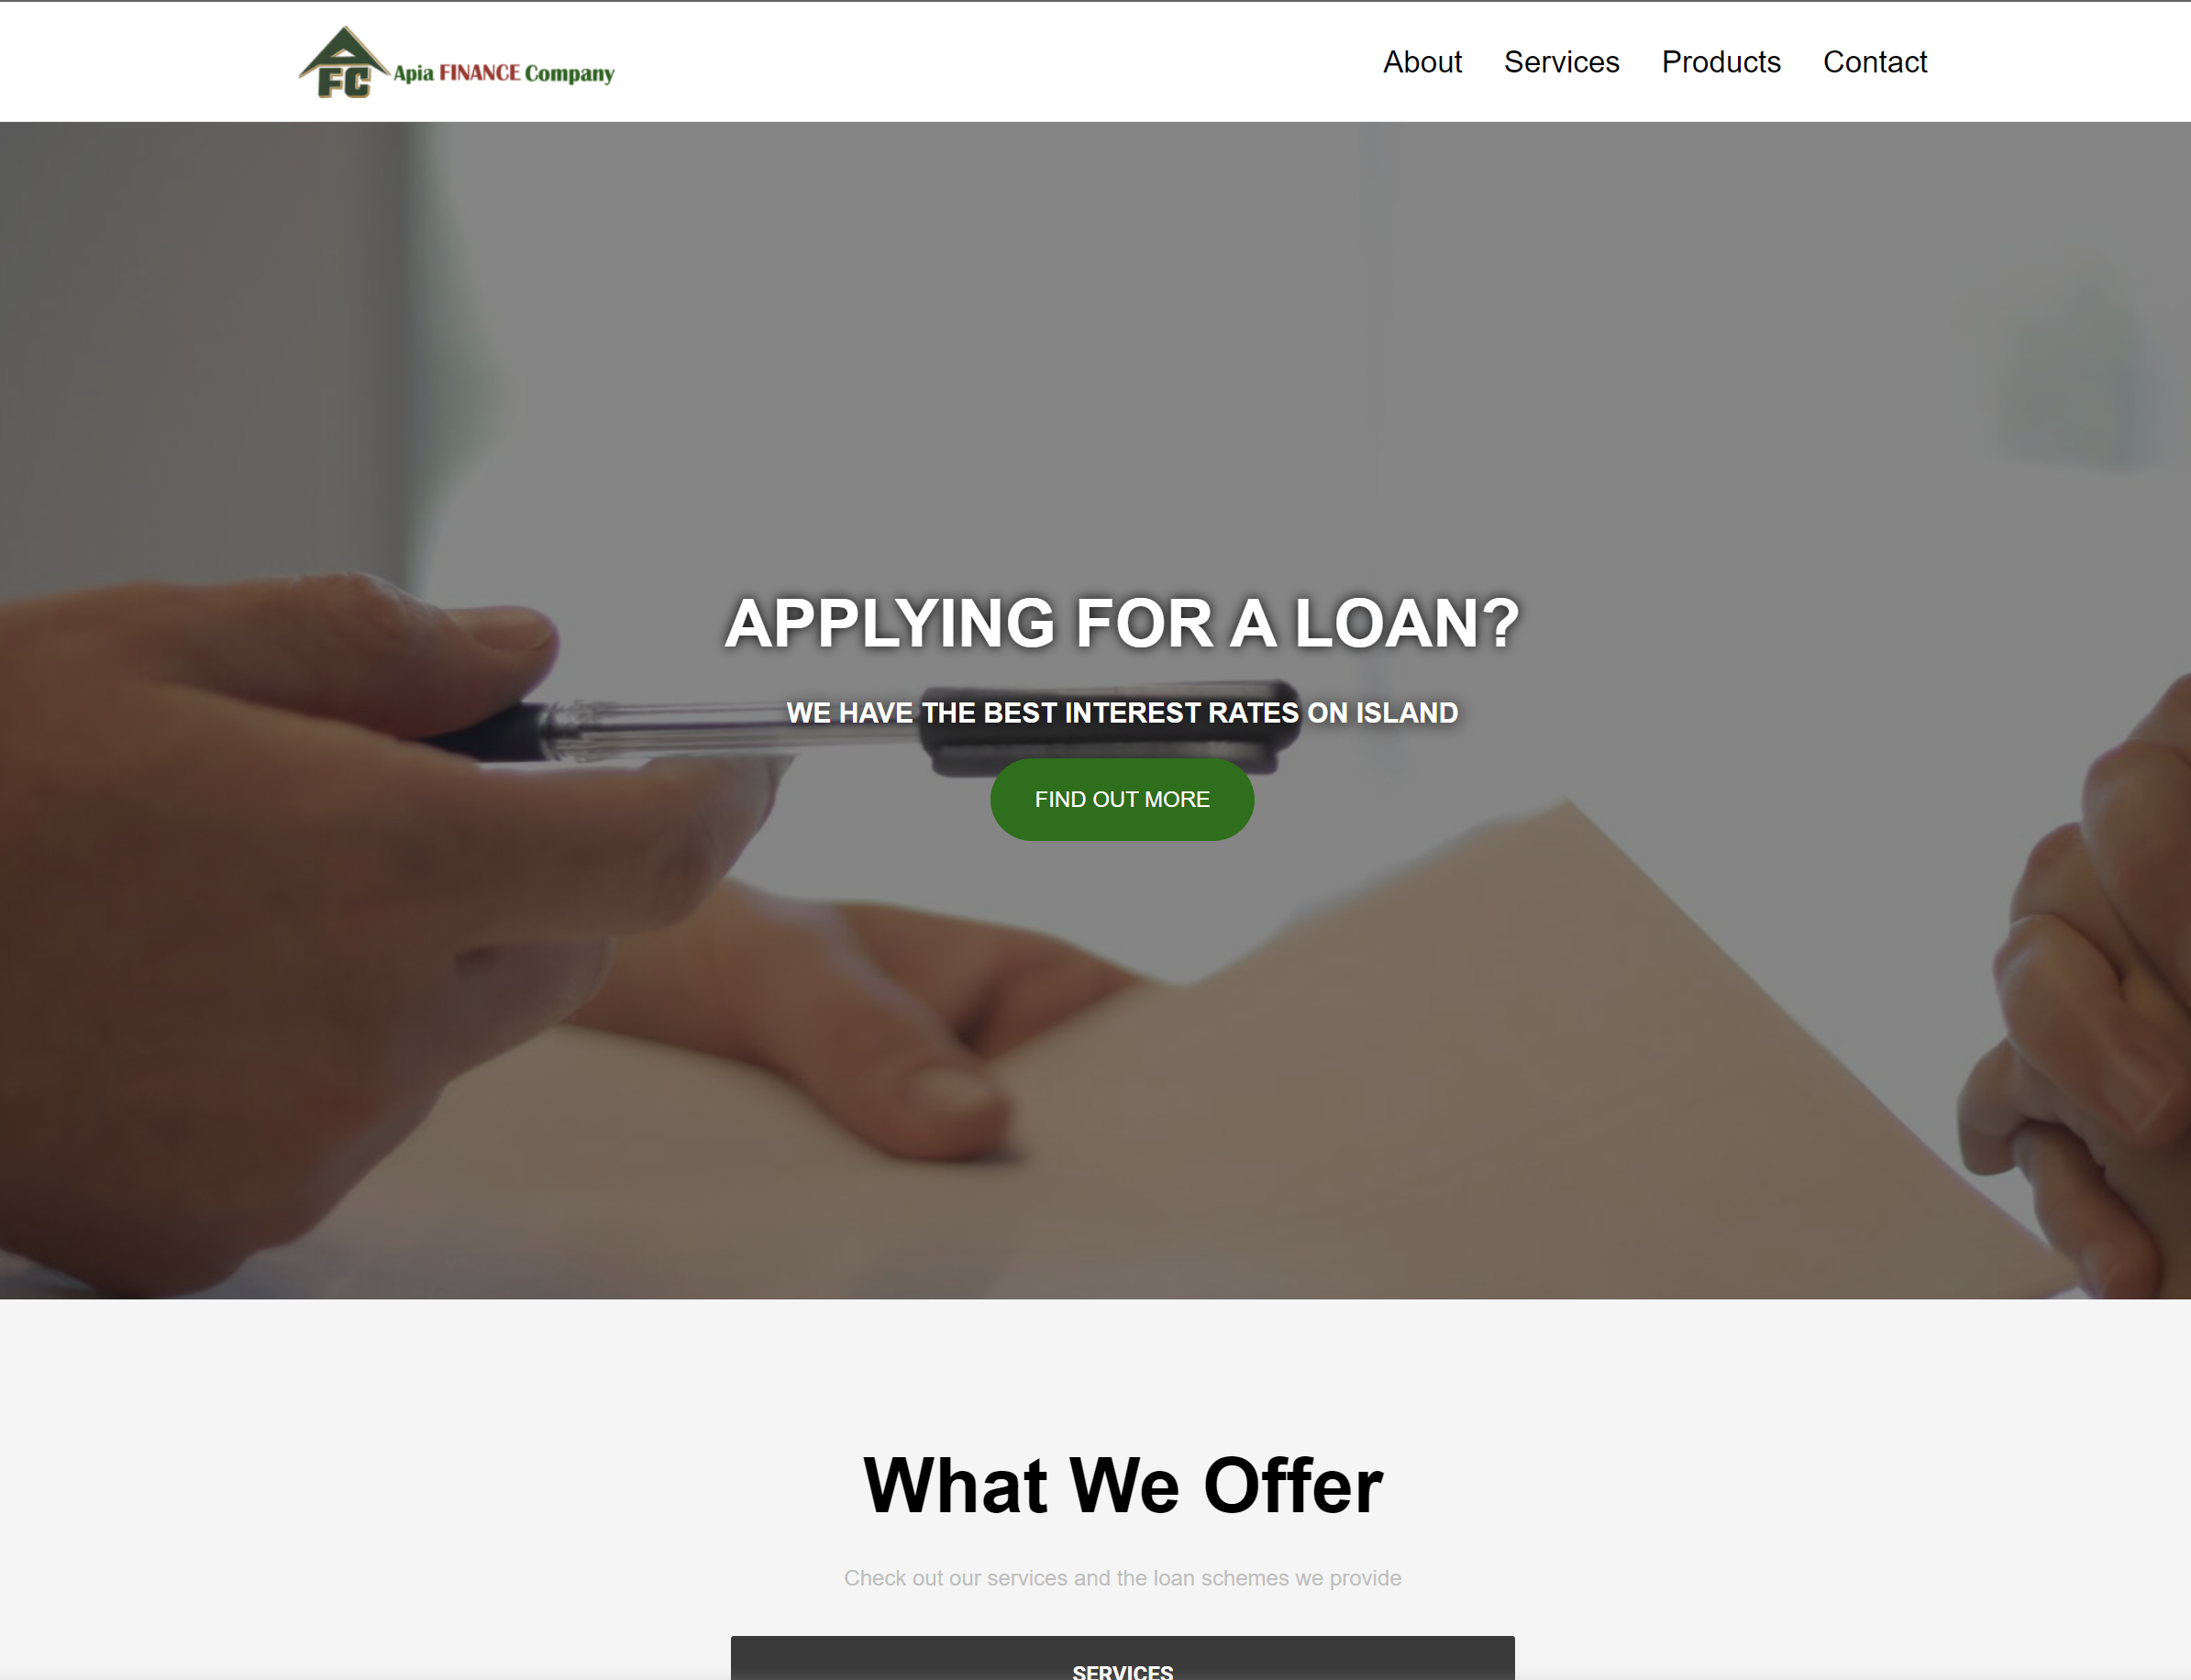 AFC Apia FINANCE Company
About Services Products Contact
APPLYING FOR A LOAN?
WE HAVE THE BEST INTEREST RATES ON ISLAND
FIND OUT MORE
What We Offer
Check out our services and the loan schemes we provide
SERVICES